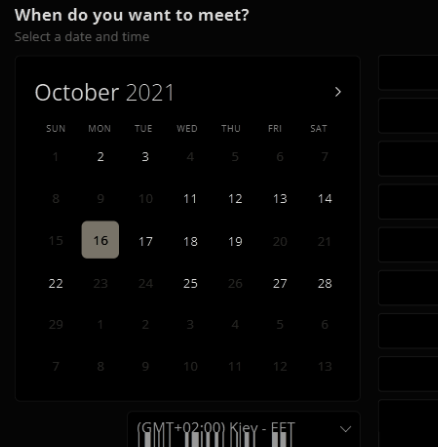 When do you want to meet?
Select a date and time
October 2021
SUN MON TUE WED THU FRI SAT
1 2 3 4 5 6 7
8 9 10 11 12 13 14
15 16 17 18 19 20 21
22 23 24 25 26 27 28
29 1 2 3 4 5 6
7 8 9 10 11 12 13
(GMT+02:00) Kiev - EET